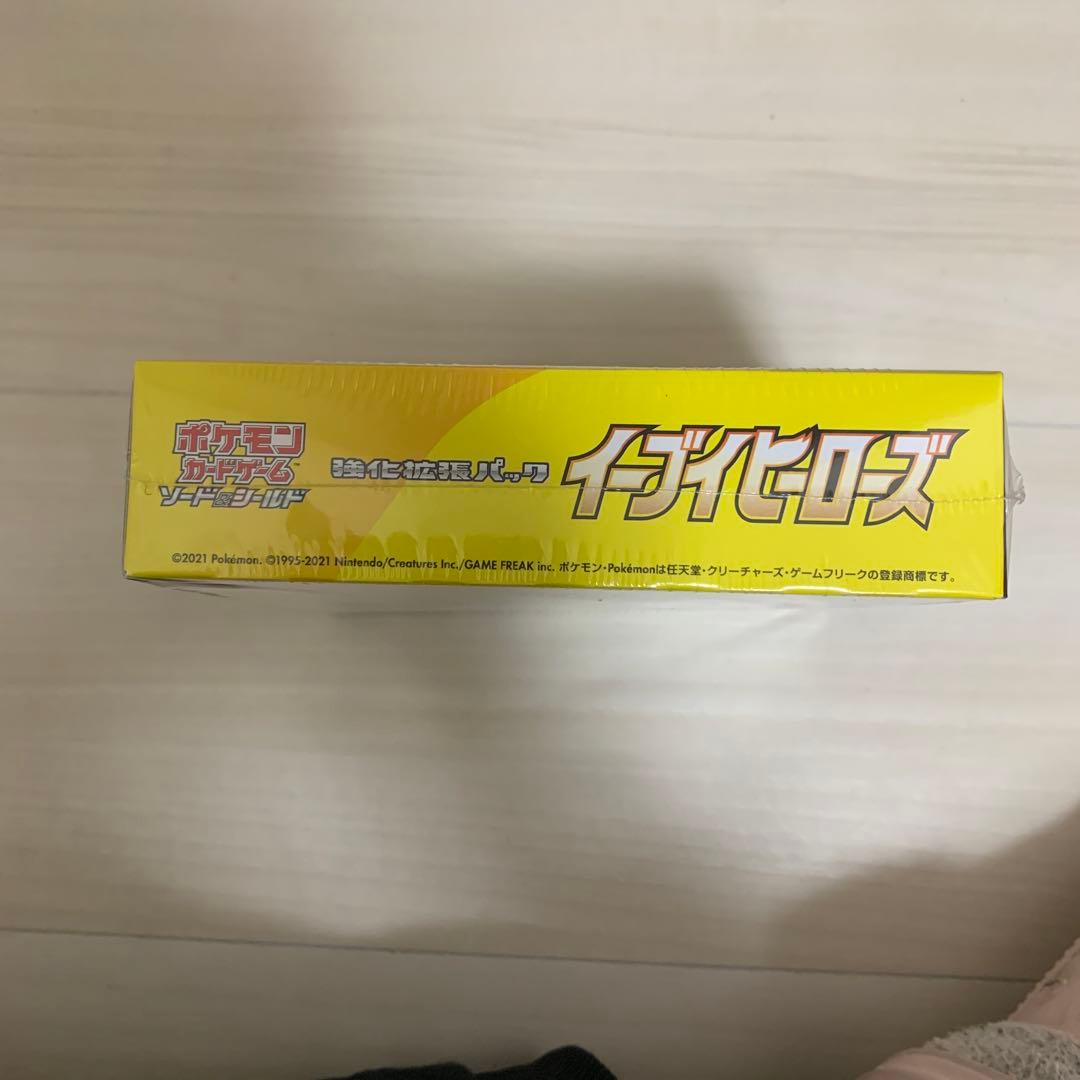 ポケモン
カードゲーム™
ソード&シールド
強化拡張パック
イーブイヒーローズ
©2021 Pokémon. ©1995-2021 Nintendo/Creatures Inc./GAME FREAK inc. ポケモン・Pokémonは任天堂・クリーチャーズ・ゲームフリークの登録商標です。